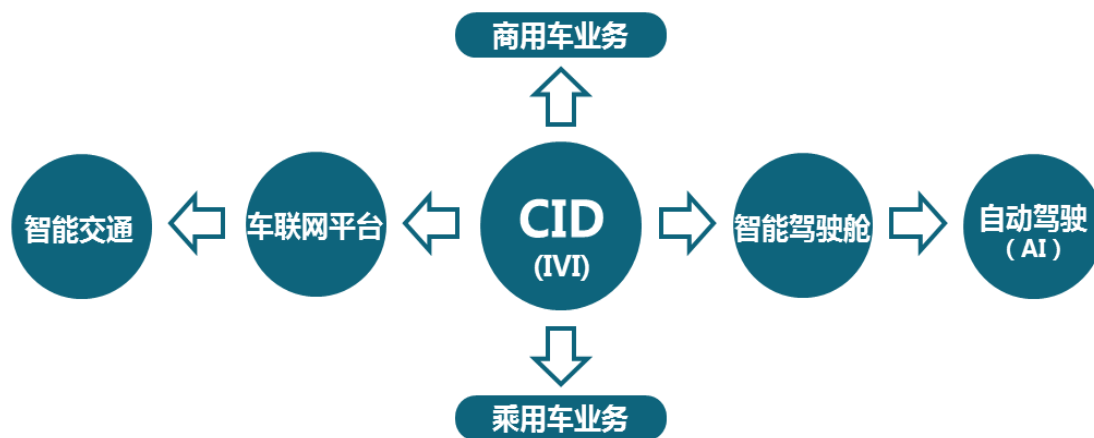 商用车业务
智能交通
车联网平台
CID
(IVI)
智能驾驶舱
自动驾驶
（AI）
乘用车业务